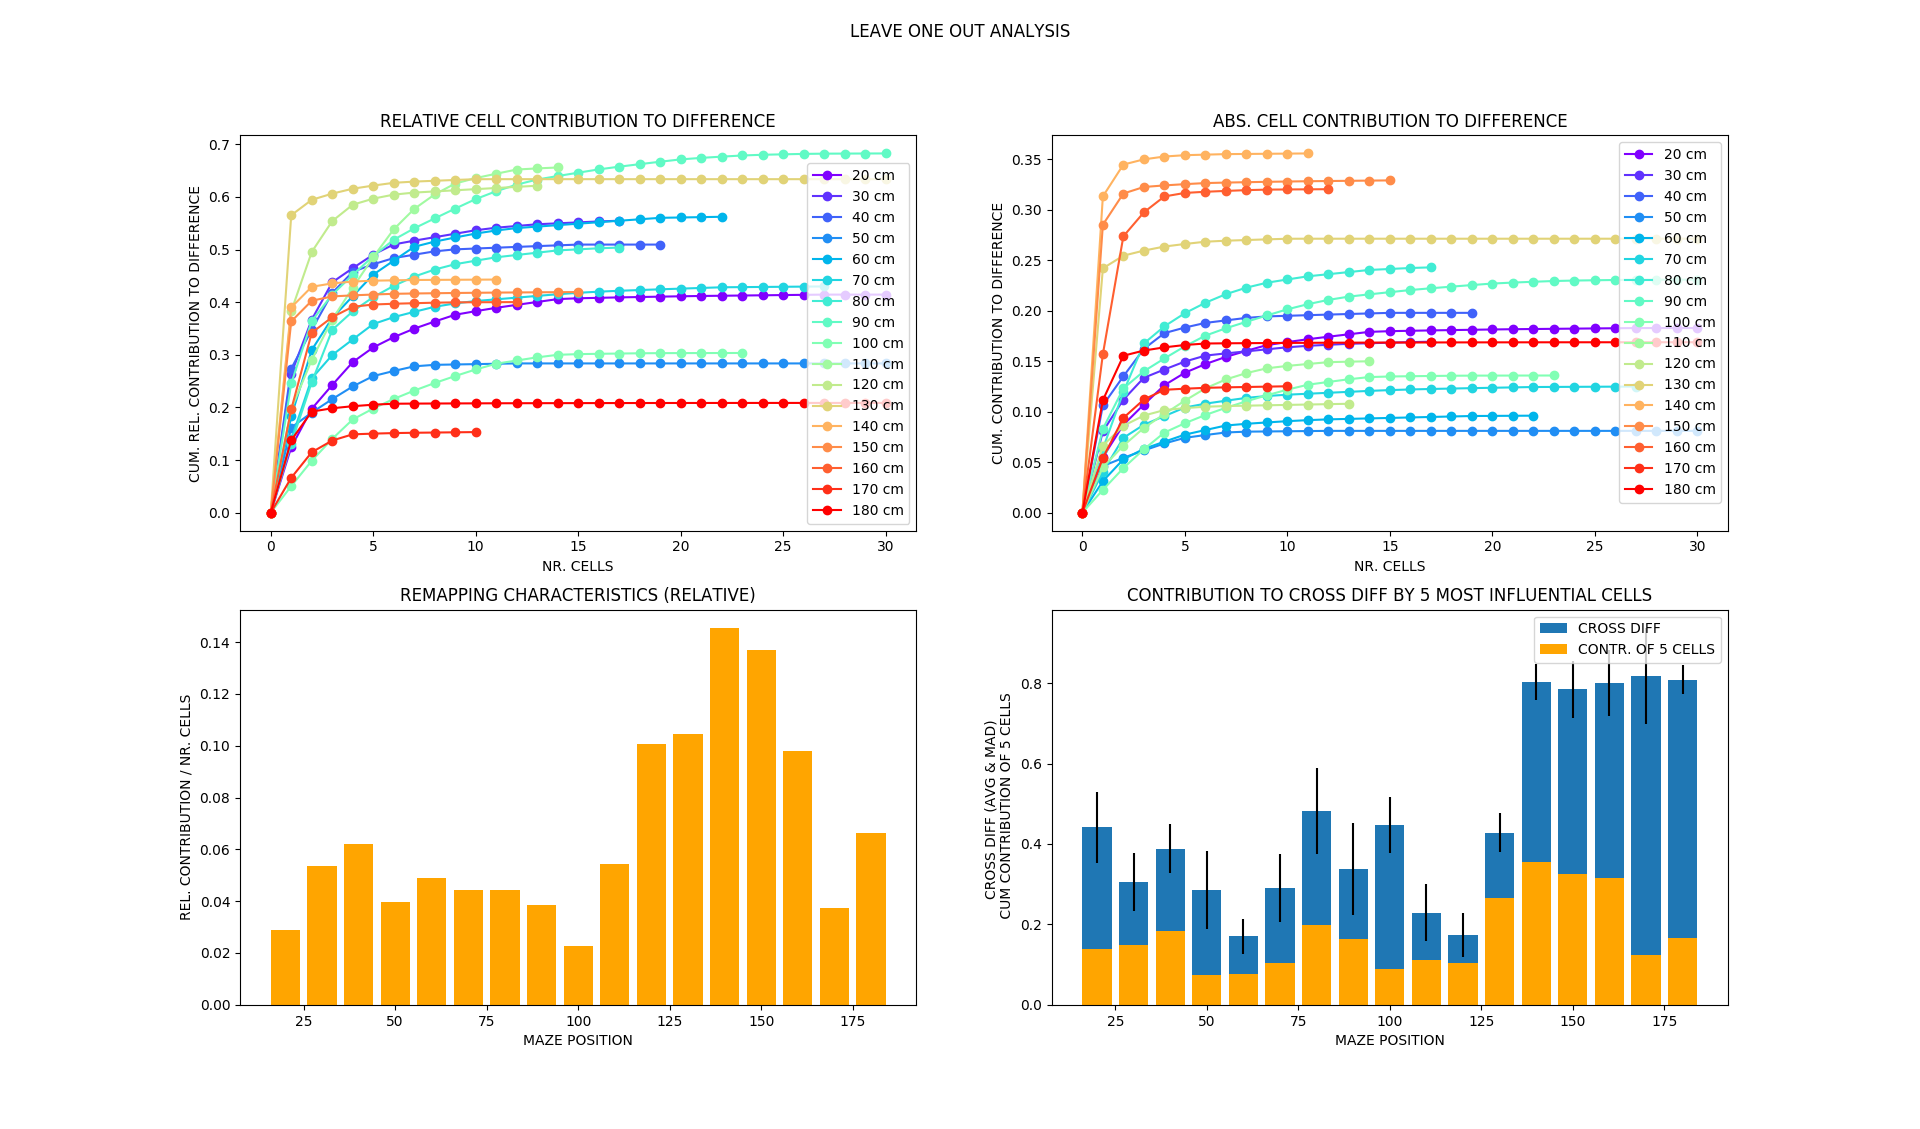 LEAVE ONE OUT ANALYSIS
RELATIVE CELL CONTRIBUTION TO DIFFERENCE
CUM. REL. CONTRIBUTION TO DIFFERENCE
0.7
0.6
0.5
0.4
0.3
0.2
0.1
0.0
0 5 10 15 20 25 30
NR. CELLS
20 cm
30 cm
40 cm
50 cm
60 cm
70 cm
80 cm
90 cm
100 cm
110 cm
120 cm
130 cm
140 cm
150 cm
160 cm
170 cm
180 cm
ABS. CELL CONTRIBUTION TO DIFFERENCE
CUM. CONTRIBUTION TO DIFFERENCE
0.35
0.30
0.25
0.20
0.15
0.10
0.05
0.00
0 5 10 15 20 25 30
NR. CELLS
20 cm
30 cm
40 cm
50 cm
60 cm
70 cm
80 cm
90 cm
100 cm
110 cm
120 cm
130 cm
140 cm
150 cm
160 cm
170 cm
180 cm
REMAPPING CHARACTERISTICS (RELATIVE)
REL. CONTRIBUTION / NR. CELLS
0.14
0.12
0.10
0.08
0.06
0.04
0.02
0.00
25 50 75 100 125 150 175
MAZE POSITION
CONTRIBUTION TO CROSS DIFF BY 5 MOST INFLUENTIAL CELLS
CROSS DIFF (AVG & MAD)
CUM CONTRIBUTION OF 5 CELLS
0.8
0.6
0.4
0.2
0.0
25 50 75 100 125 150 175
MAZE POSITION
CROSS DIFF
CONTR. OF 5 CELLS